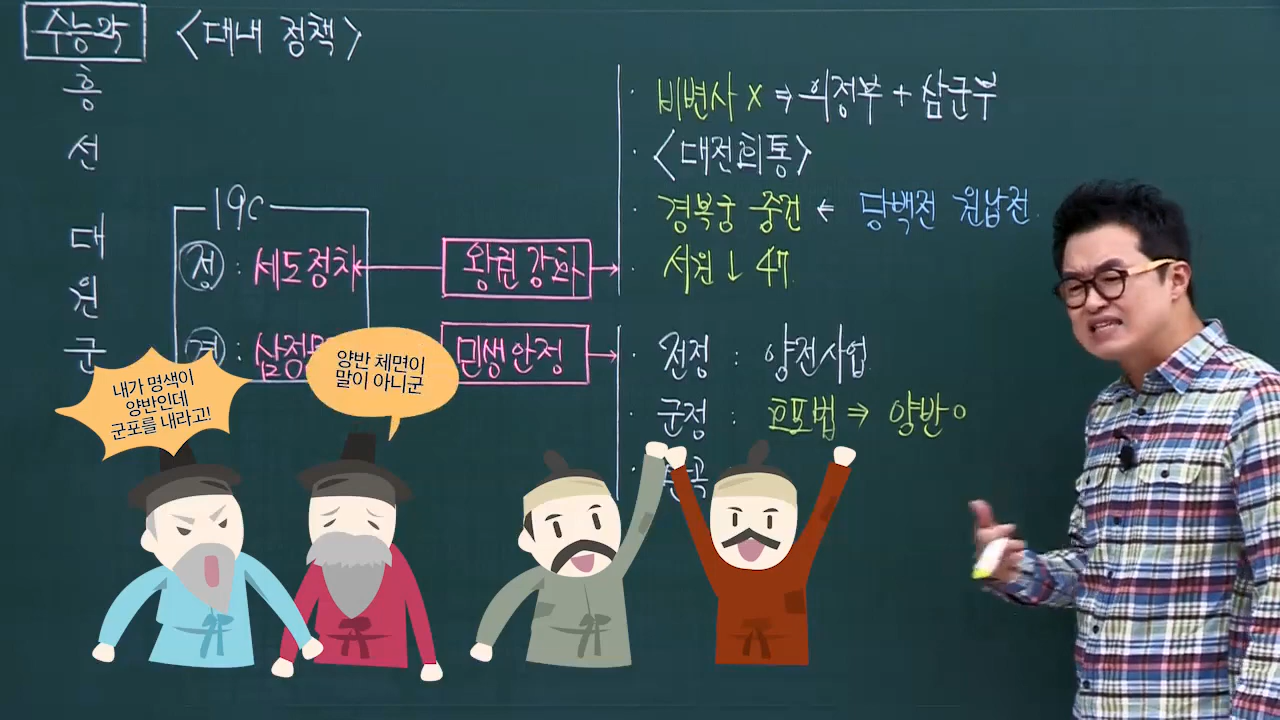 수능각 〈대내 정책〉
흥
선
대
원
군
19c
정 : 세도정치
경 : 삼정
왕권 강화
민생 안정
· 비변사 x ⇒ 의정부 + 삼군부
· 〈대전회통〉
· 경복궁 중건 ← 당백전 원납전
· 서원 ↓ 47
· 전정 : 양전사업
· 군정 : 호포법 ⇒ 양반 o
내가 명색이
양반인데
군포를 내라고!
양반 체면이
말이 아니군